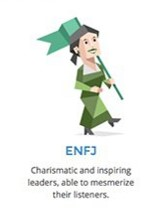 ENFJ
Charismatic and inspiring
leaders, able to mesmerize
their listeners.